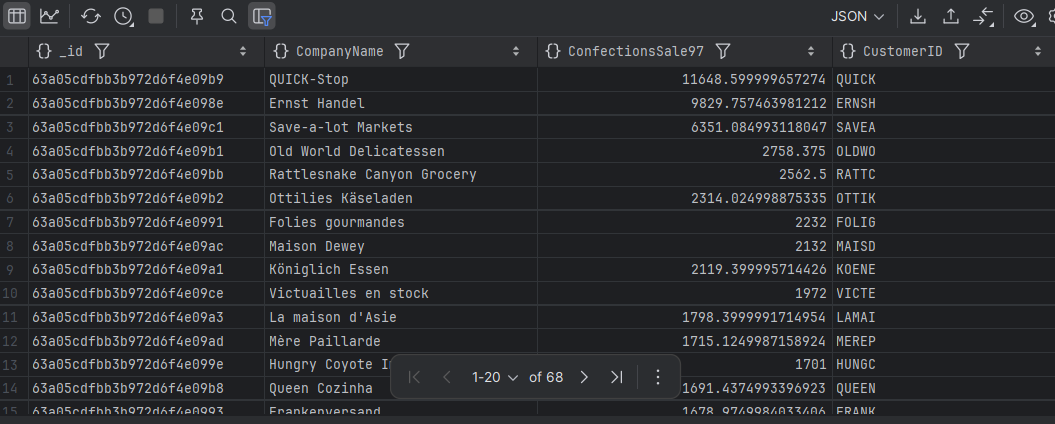 JSON
_id CompanyName ConfectionsSale97 CustomerID
1 63a05cdfbb3b972d6f4e09b9 QUICK-Stop 11648.599999657274 QUICK
2 63a05cdfbb3b972d6f4e098e Ernst Handel 9829.757463981212 ERNSH
3 63a05cdfbb3b972d6f4e09c1 Save-a-lot Markets 6351.084993118047 SAVEA
4 63a05cdfbb3b972d6f4e09b1 Old World Delicatessen 2758.375 OLDWO
5 63a05cdfbb3b972d6f4e09bb Rattlesnake Canyon Grocery 2562.5 RATTC
6 63a05cdfbb3b972d6f4e09b2 Ottilies Käseladen 2314.024998875335 OTTIK
7 63a05cdfbb3b972d6f4e0991 Folies gourmandes 2232 FOLIG
8 63a05cdfbb3b972d6f4e09ac Maison Dewey 2132 MAISD
9 63a05cdfbb3b972d6f4e09a1 Königlich Essen 2119.399995714426 KOENE
10 63a05cdfbb3b972d6f4e09ce Victuailles en stock 1972 VICTE
11 63a05cdfbb3b972d6f4e09a3 La maison d'Asie 1798.3999991714954 LAMAI
12 63a05cdfbb3b972d6f4e09ad Mère Paillarde 1715.1249987158924 MEREP
13 63a05cdfbb3b972d6f4e099e Hungry Coyote 1701 HUNGC
14 63a05cdfbb3b972d6f4e09b8 Queen Cozinha 1691.4374993396923 QUEEN
15 63a05cdfbb3b972d6f4e0993 Frankenversand 1678.9749984033406 FRANK
1-20 of 68